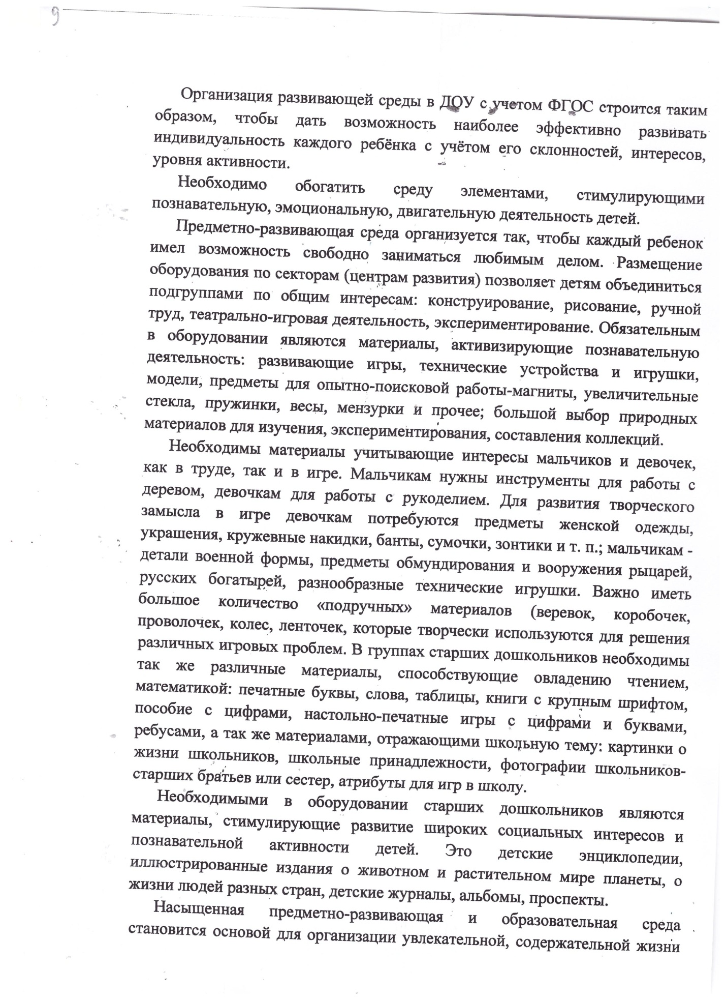 9
Организация развивающей среды в ДОУ с учетом ФГОС строится таким
образом, чтобы дать возможность наиболее эффективно развивать
индивидуальность каждого ребёнка с учётом его склонностей, интересов,
уровня активности.
Необходимо обогатить среду элементами, стимулирующими
познавательную, эмоциональную, двигательную деятельность детей.
Предметно-развивающая среда организуется так, чтобы каждый ребенок
имел возможность свободно заниматься любимым делом. Размещение
оборудования по секторам (центрам развития) позволяет детям объединиться
подгруппами по общим интересам: конструирование, рисование, ручной
труд, театрально-игровая деятельность, экспериментирование. Обязательным
в оборудовании являются материалы, активизирующие познавательную
деятельность: развивающие игры, технические устройства и игрушки,
модели, предметы для опытно-поисковой работы-магниты, увеличительные
стекла, пружинки, весы, мензурки и прочее; большой выбор природных
материалов для изучения, экспериментирования, составления коллекций.
Необходимы материалы учитывающие интересы мальчиков и девочек,
как в труде, так и в игре. Мальчикам нужны инструменты для работы с
деревом, девочкам для работы с рукоделием. Для развития творческого
замысла в игре девочкам потребуются предметы женской одежды,
украшения, кружевные накидки, банты, сумочки, зонтики и т. п.; мальчикам -
детали военной формы, предметы обмундирования и вооружения рыцарей,
русских богатырей, разнообразные технические игрушки. Важно иметь
большое количество «подручных» материалов (веревок, коробочек,
проволочек, колес, ленточек, которые творчески используются для решения
различных игровых проблем. В группах старших дошкольников необходимы
так же различные материалы, способствующие овладению чтением,
математикой: печатные буквы, слова, таблицы, книги с крупным шрифтом,
пособие с цифрами, настольно-печатные игры с цифрами и буквами,
ребусами, а так же материалами, отражающими школьную тему: картинки о
жизни школьников, школьные принадлежности, фотографии школьников-
старших братьев или сестер, атрибуты для игр в школу.
Необходимыми в оборудовании старших дошкольников являются
материалы, стимулирующие развитие широких социальных интересов и
познавательной активности детей. Это детские энциклопедии,
иллюстрированные издания о животном и растительном мире планеты, о
жизни людей разных стран, детские журналы, альбомы, проспекты.
Насыщенная предметно-развивающая и образовательная среда
становится основой для организации увлекательной, содержательной жизни